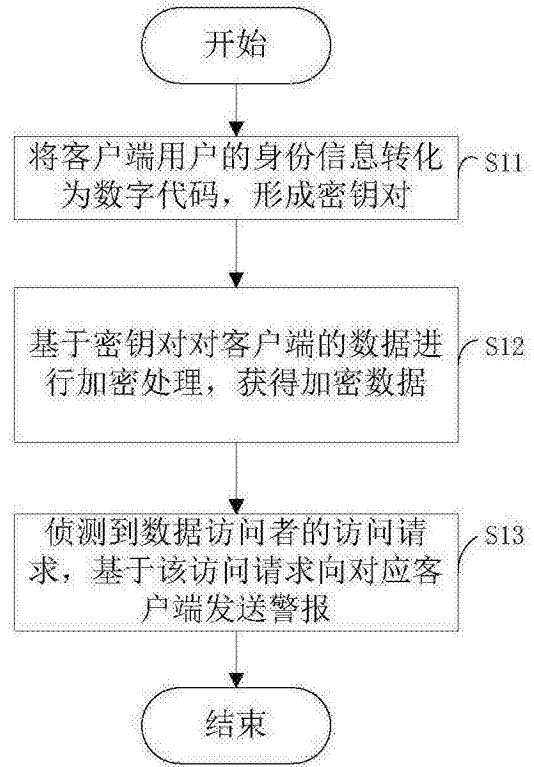 开始
将客户端用户的身份信息转化
为数字代码，形成密钥对
S11
基于密钥对对客户端的数据进
行加密处理，获得加密数据
S12
侦测到数据访问者的访问请
求，基于该访问请求向对应客
户端发送警报
S13
结束